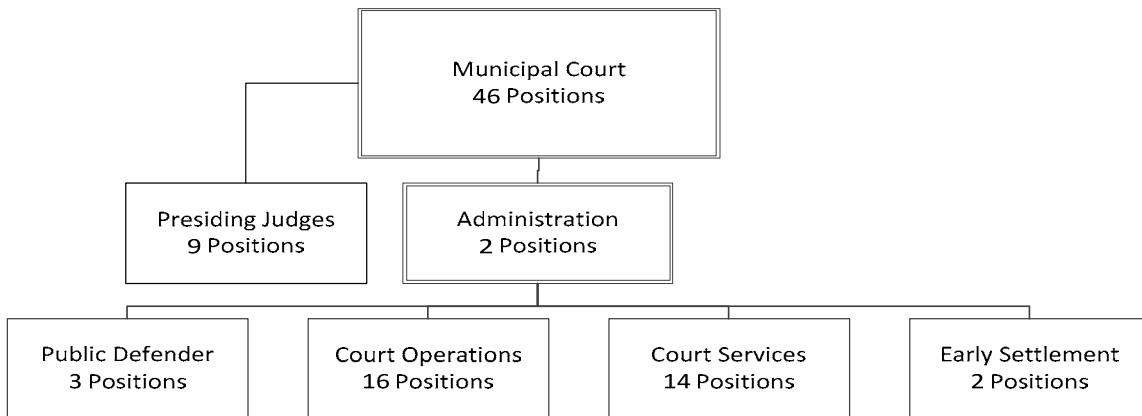 Municipal Court
46 Positions
Presiding Judges
9 Positions
Administration
2 Positions
Public Defender
3 Positions
Court Operations
16 Positions
Court Services
14 Positions
Early Settlement
2 Positions